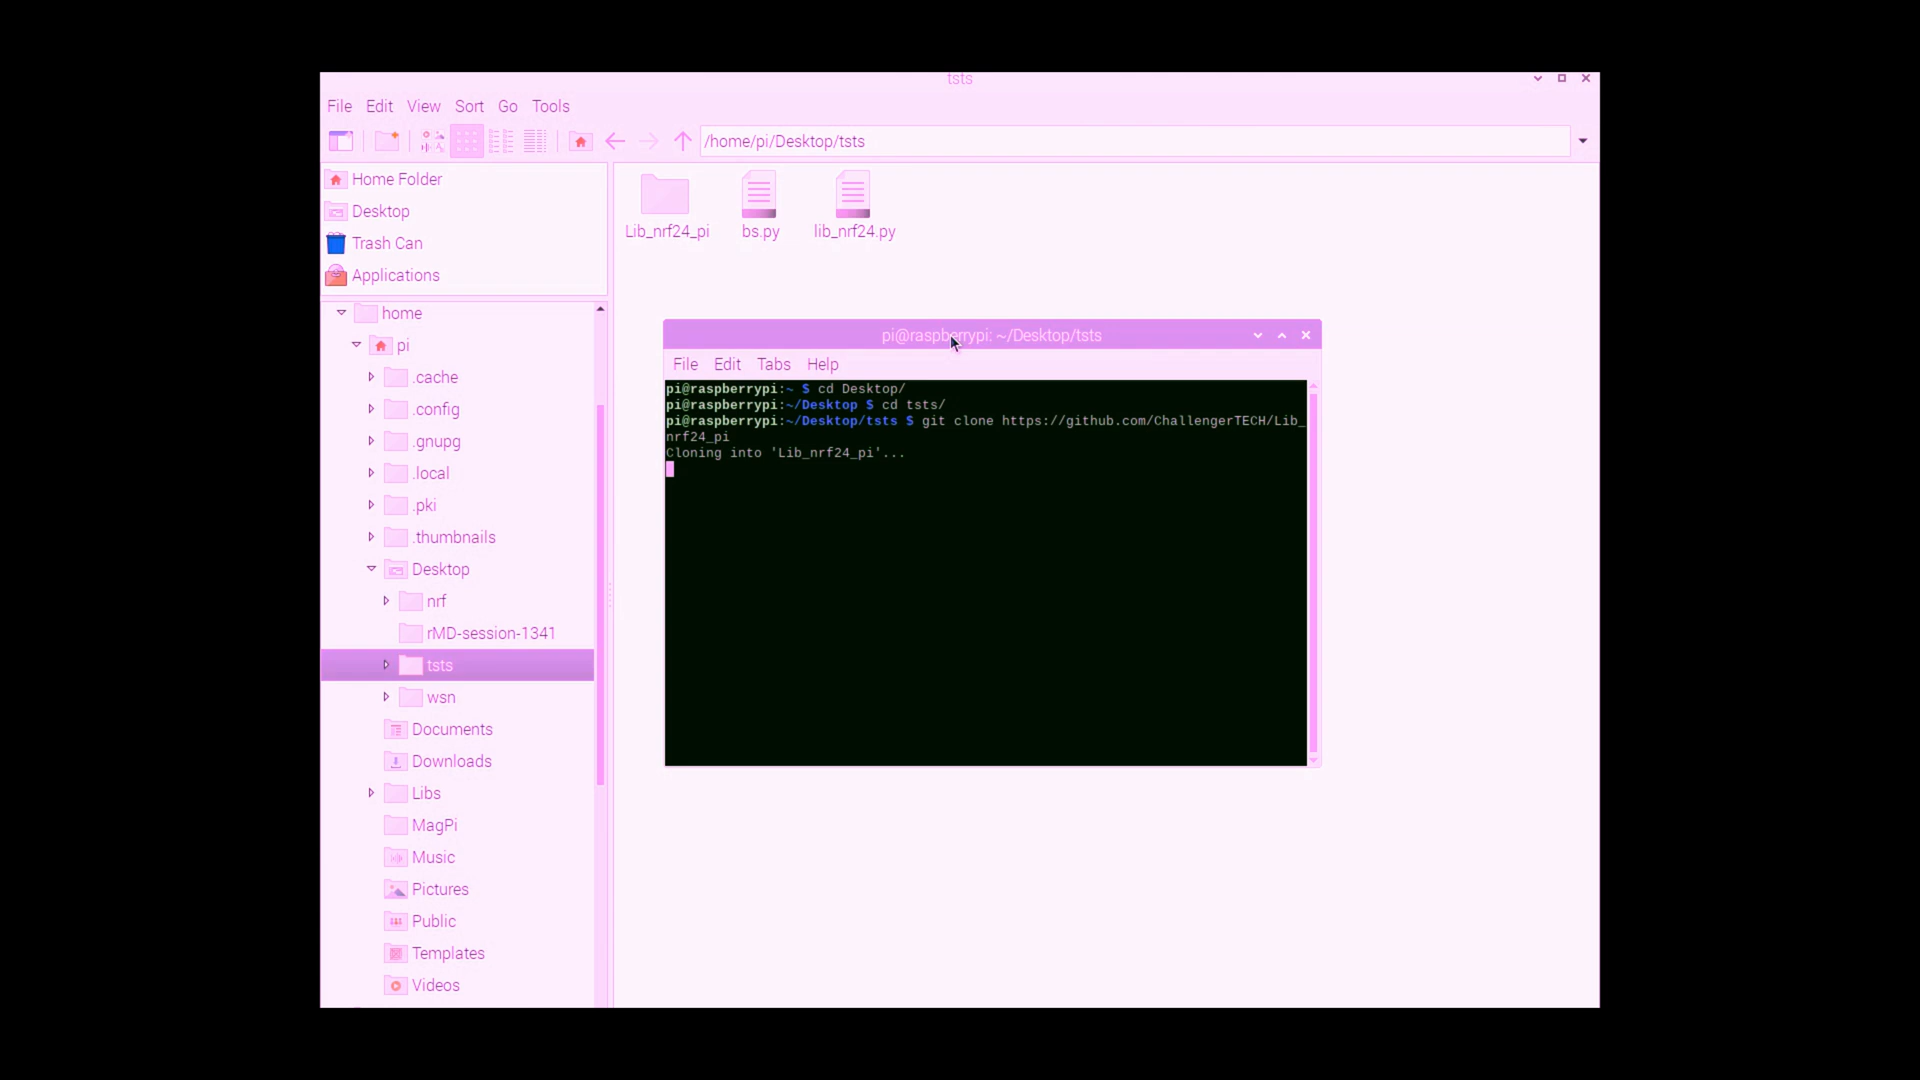 tsts
File Edit View Sort Go Tools
/home/pi/Desktop/tsts
Home Folder
Desktop
Trash Can
Applications
home
pi
.cache
.config
.gnupg
.local
.pki
.thumbnails
Desktop
nrf
rMD-session-1341
tsts
wsn
Documents
Downloads
Libs
MagPi
Music
Pictures
Public
Templates
Videos
Lib_nrf24_pi bs.py lib_nrf24.py
pi@raspberrypi: ~/Desktop/tsts
File Edit Tabs Help
pi@raspberrypi:~ $ cd Desktop/
pi@raspberrypi:~/Desktop $ cd tsts/
pi@raspberrypi:~/Desktop/tsts $ git clone https://github.com/ChallengerTECH/Lib_
nrf24_pi
Cloning into 'Lib_nrf24_pi'...